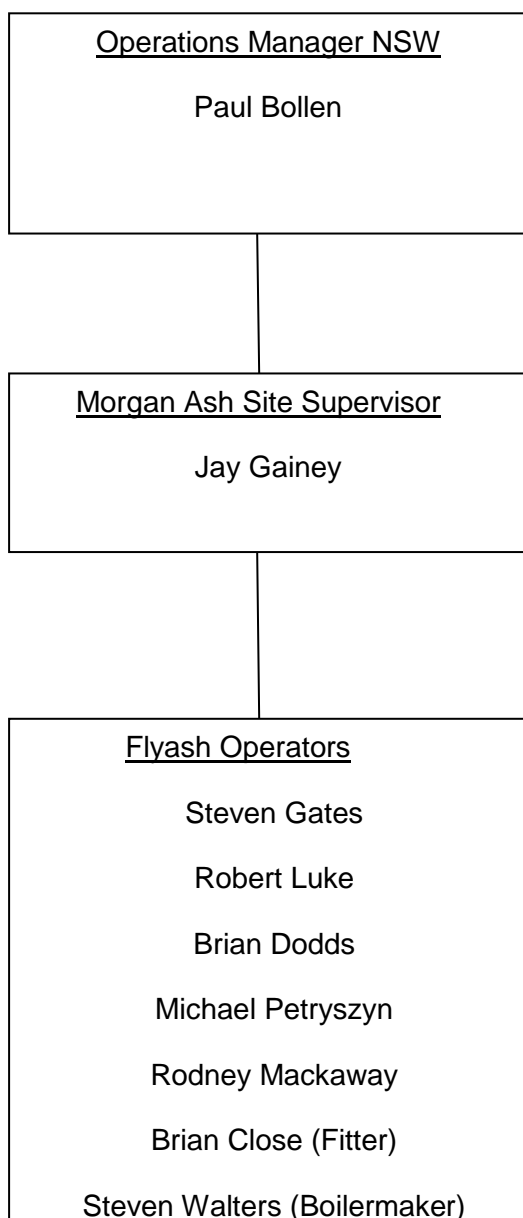 Operations Manager NSW
Paul Bollen
Morgan Ash Site Supervisor
Jay Gainey
Flyash Operators
Steven Gates
Robert Luke
Brian Dodds
Michael Petryszyn
Rodney Mackaway
Brian Close (Fitter)
Steven Walters (Boilermaker)